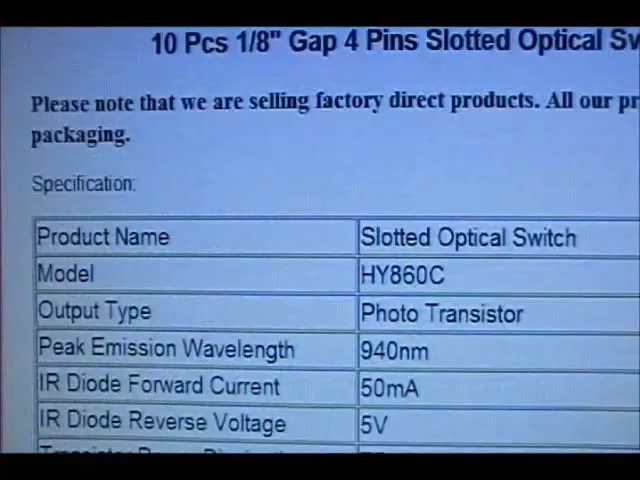 10 Pcs 1/8" Gap 4 Pins Slotted Optical
Please note that we are selling factory direct products. All our
packaging.
Specification:
Product Name Slotted Optical Switch
Model HY860C
Output Type Photo Transistor
Peak Emission Wavelength 940nm
IR Diode Forward Current 50mA
IR Diode Reverse Voltage 5V